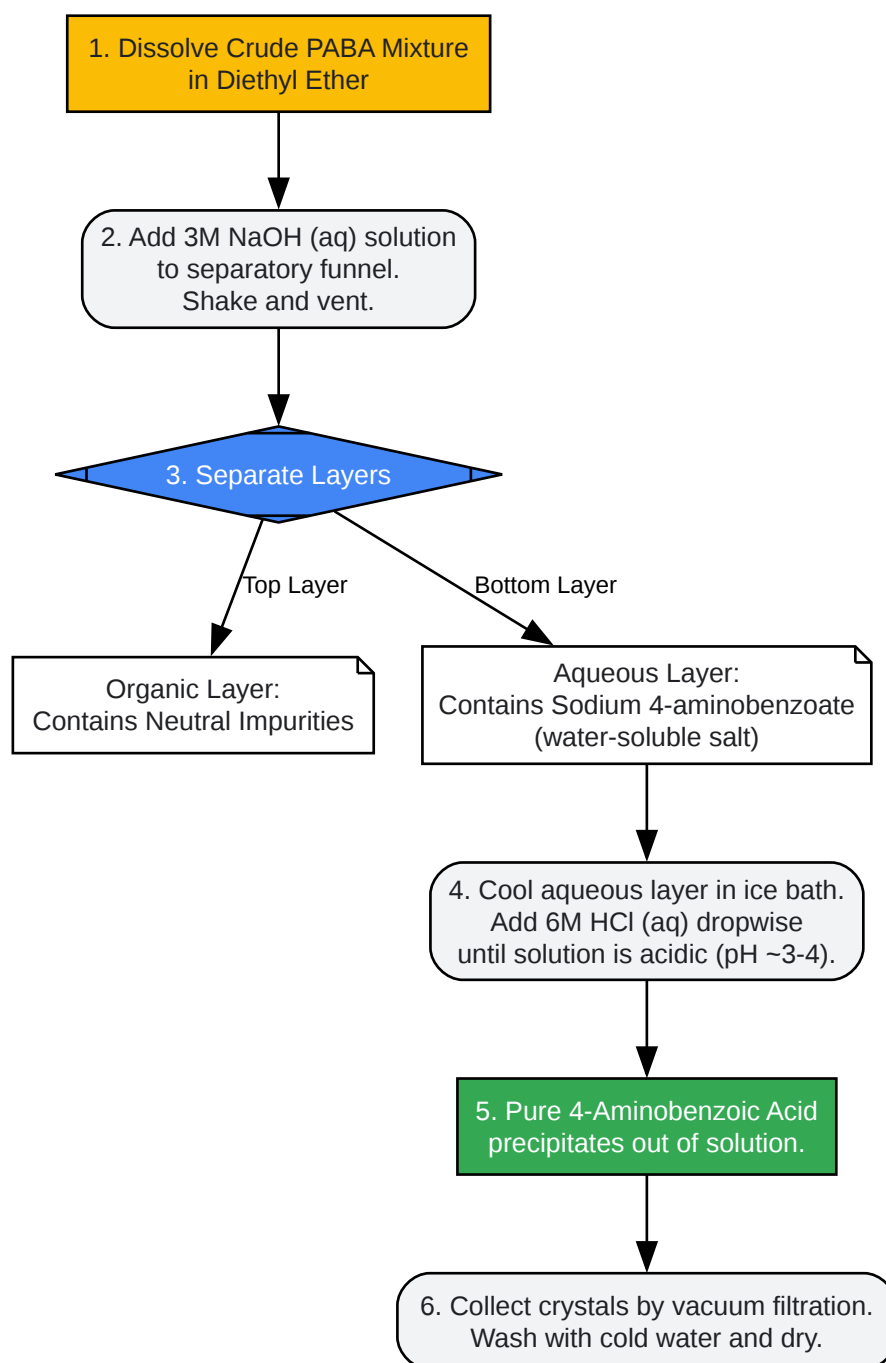 1. Dissolve Crude PABA Mixture
in Diethyl Ether
2. Add 3M NaOH (aq) solution
to separatory funnel.
Shake and vent.
3. Separate Layers
Top Layer
Bottom Layer
Organic Layer:
Contains Neutral Impurities
Aqueous Layer:
Contains Sodium 4-aminobenzoate
(water-soluble salt)
4. Cool aqueous layer in ice bath.
Add 6M HCl (aq) dropwise
until solution is acidic (pH ~3-4).
5. Pure 4-Aminobenzoic Acid
precipitates out of solution.
6. Collect crystals by vacuum filtration.
Wash with cold water and dry.